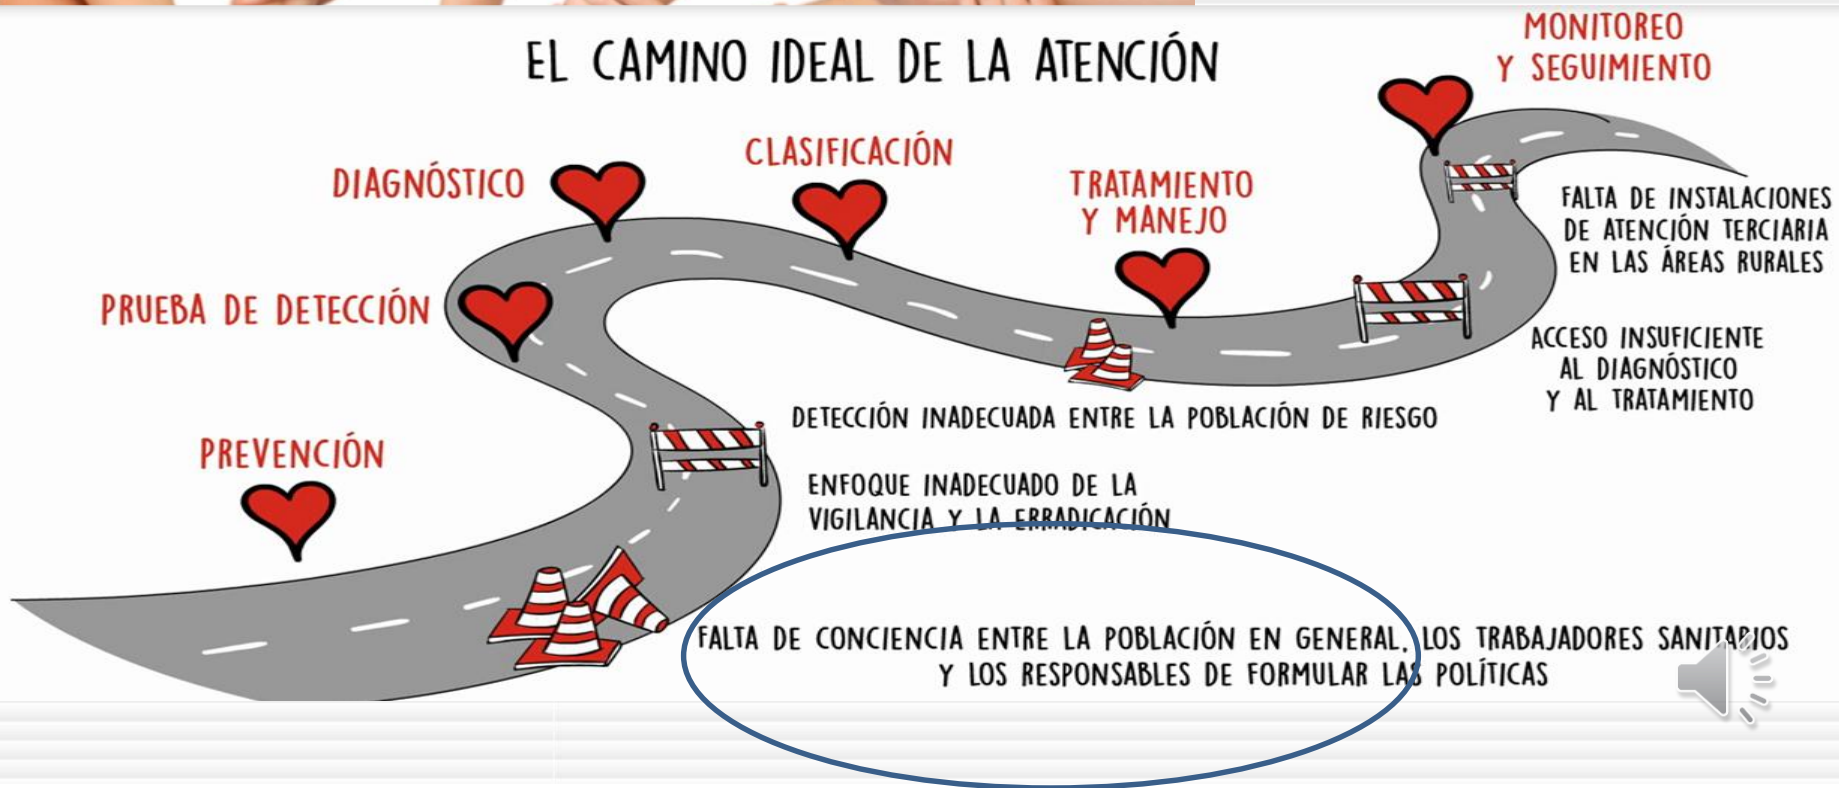 EL CAMINO IDEAL DE LA ATENCIÓN
MONITOREO
Y SEGUIMIENTO
CLASIFICACIÓN
DIAGNÓSTICO
TRATAMIENTO
Y MANEJO
FALTA DE INSTALACIONES
DE ATENCIÓN TERCIARIA
EN LAS ÁREAS RURALES
PRUEBA DE DETECCIÓN
ACCESO INSUFICIENTE
AL DIAGNÓSTICO
Y AL TRATAMIENTO
DETECCIÓN INADECUADA ENTRE LA POBLACIÓN DE RIESGO
PREVENCIÓN
ENFOQUE INADECUADO DE LA
VIGILANCIA Y LA ERRADICACIÓN
FALTA DE CONCIENCIA ENTRE LA POBLACIÓN EN GENERAL, LOS TRABAJADORES SANITARIOS
Y LOS RESPONSABLES DE FORMULAR LAS POLÍTICAS